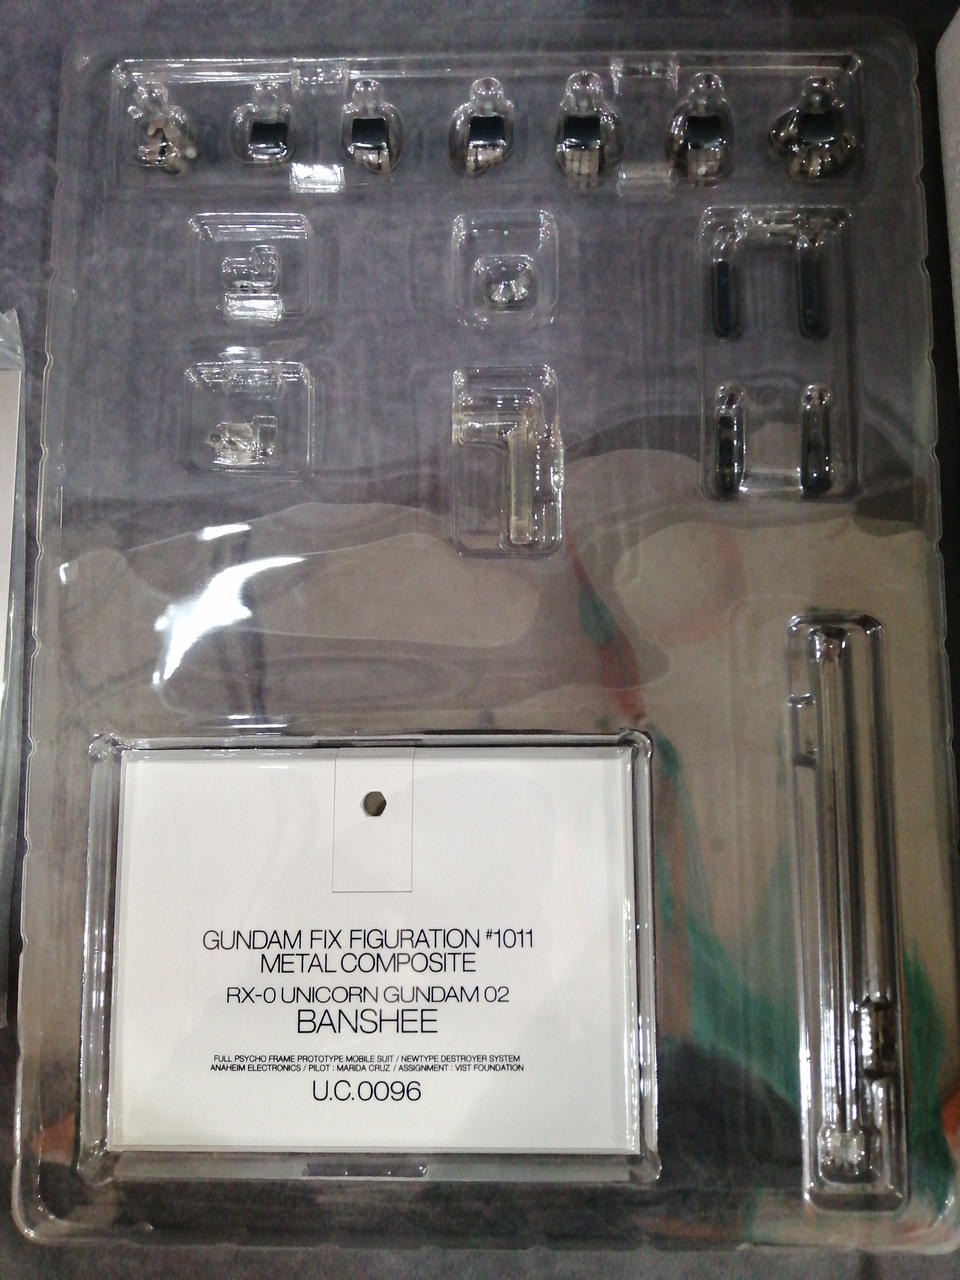 GUNDAM FIX FIGURATION #1011
METAL COMPOSITE
RX-0 UNICORN GUNDAM 02
BANSHEE
FULL PSYCHO FRAME PROTOTYPE MOBILE SUIT / NEWTYPE DESTROYER SYSTEM
ANAHEIM ELECTRONICS / PILOT : MARIDA CRUZ / ASSIGNMENT : VIST FOUNDATION
U.C.0096